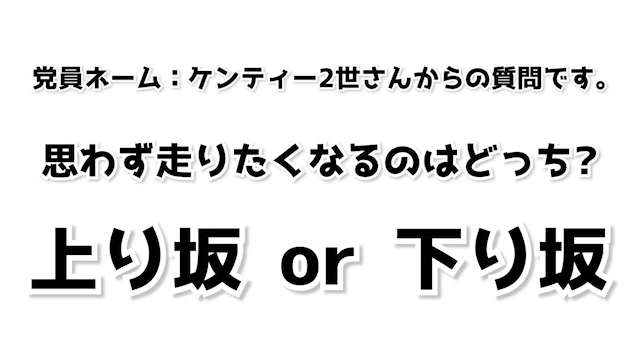 党員ネーム：ケンティー2世さんからの質問です。
思わず走りたくなるのはどっち?
上り坂 or 下り坂